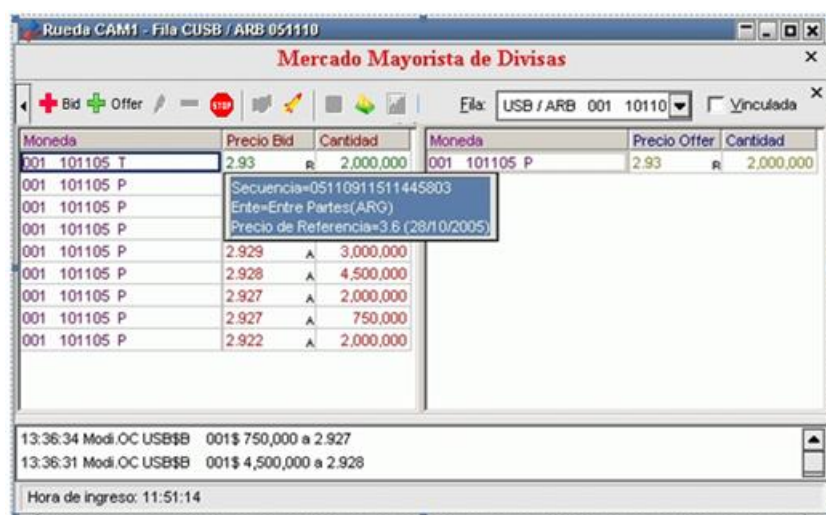 Rueda CAM1 - Fila CUSB / ARB 051110
Mercado Mayorista de Divisas
Bid Offer STOP Fila: USB / ARB 001 10110 Vinculada
Moneda Precio Bid Cantidad Moneda Precio Offer Cantidad
001 101105 T 2.93 R 2,000,000 001 101105 P 2.93 R 2,000,000
001 101105 P Secuencia=05110911511445803
001 101105 P Ente=Entre Partes(ARG)
001 101105 P Precio de Referencia=3.6 (28/10/2005)
001 101105 P 2.929 A 3,000,000
001 101105 P 2.928 A 4,500,000
001 101105 P 2.927 A 2,000,000
001 101105 P 2.927 A 750,000
001 101105 P 2.922 A 2,000,000
13:36:34 Modi.OC USB$B 001$ 750,000 a 2.927
13:36:31 Modi.OC USB$B 001$ 4,500,000 a 2.928
Hora de ingreso: 11:51:14